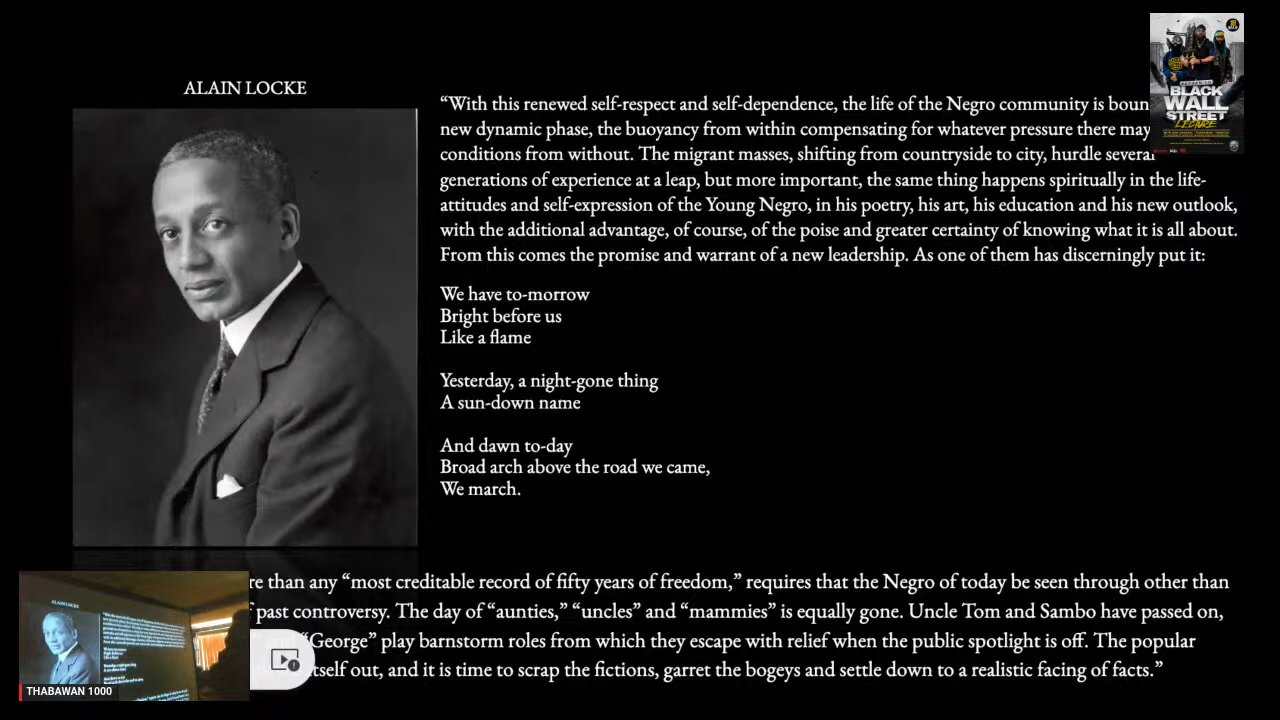 ALAIN LOCKE
“With this renewed self-respect and self-dependence, the life of the Negro community is
new dynamic phase, the buoyancy from within compensating for whatever pressure there may
conditions from without. The migrant masses, shifting from countryside to city, hurdle several
generations of experience at a leap, but more important, the same thing happens spiritually in the life-
attitudes and self-expression of the Young Negro, in his poetry, his art, his education and his new outlook,
with the additional advantage, of course, of the poise and greater certainty of knowing what it is all about.
From this comes the promise and warrant of a new leadership. As one of them has discerningly put it:
We have to-morrow
Bright before us
Like a flame
Yesterday, a night-gone thing
A sun-down name
And dawn to-day
Broad arch above the road we came,
We march.
than any “most creditable record of fifty years of freedom,” requires that the Negro of today be seen through other than
past controversy. The day of “aunties,” “uncles” and “mammies” is equally gone. Uncle Tom and Sambo have passed on,
“George” play barnstorm roles from which they escape with relief when the public spotlight is off. The popular
itself out, and it is time to scrap the fictions, garret the bogeys and settle down to a realistic facing of facts.”
BLACK
WALL
STREET
LECTURE
ALAIN LOCKE
THABAWAN 1000